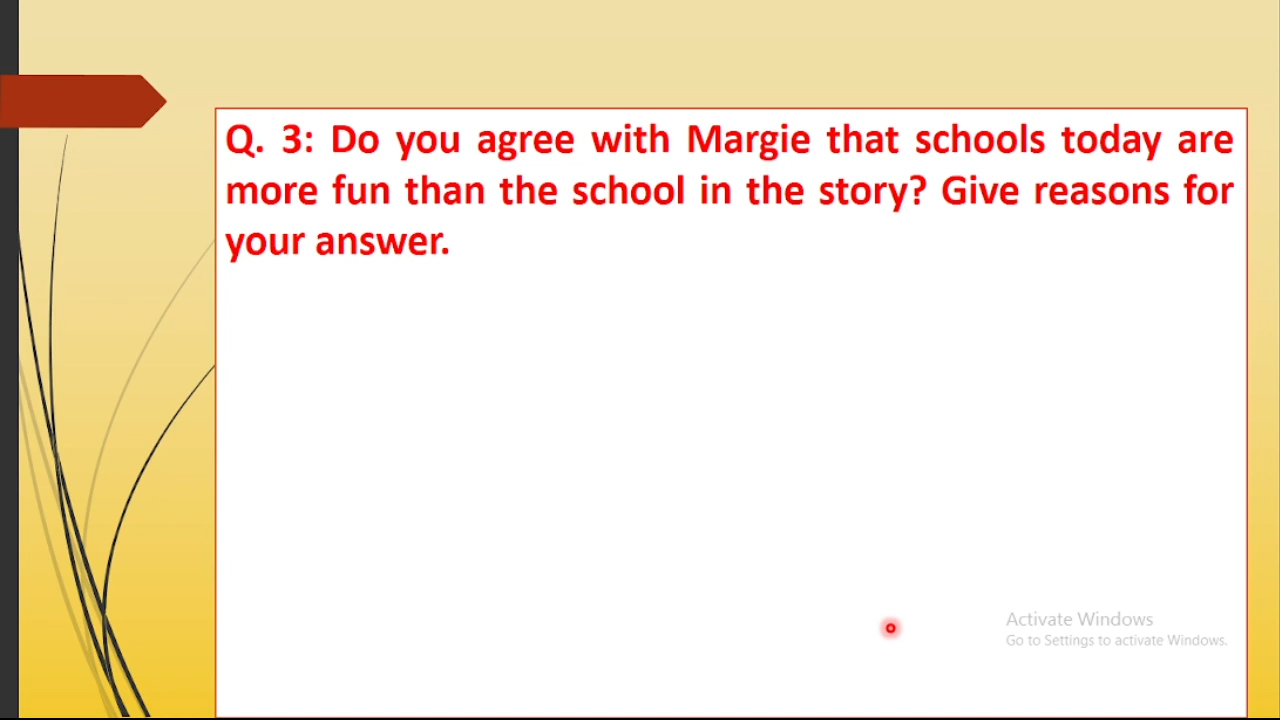 Q. 3: Do you agree with Margie that schools today are
more fun than the school in the story? Give reasons for
your answer.
Activate Windows
Go to Settings to activate Windows.